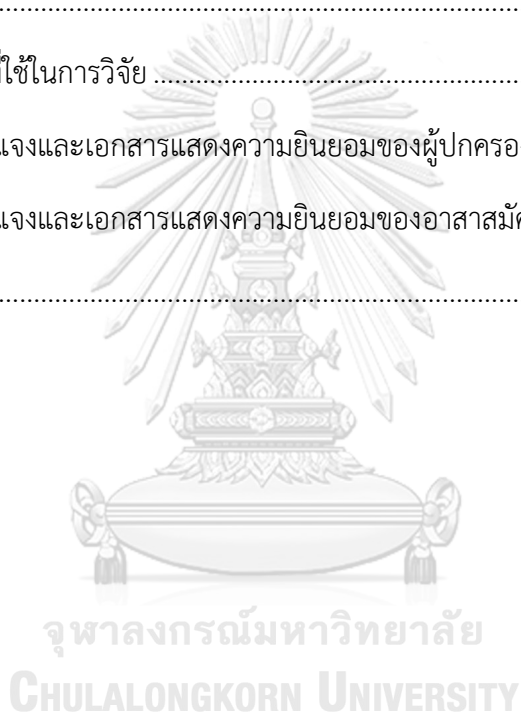 ....................................................................................
ที่ใช้ในการวิจัย ............................................................
แจงและเอกสารแสดงความยินยอมของผู้ปกครอง
แจงและเอกสารแสดงความยินยอมของอาสาสมัค
....................................................................................
จุฬาลงกรณ์มหาวิทยาลัย
CHULALONGKORN UNIVERSITY